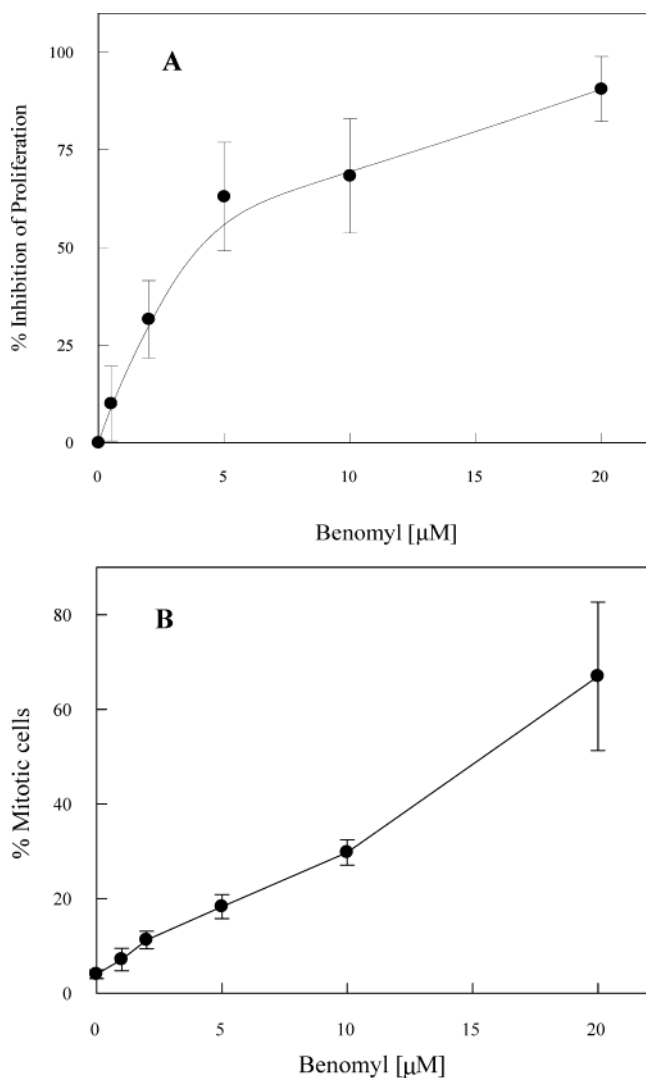 A
% Inhibition of Proliferation
100
75
50
25
0
0 5 10 15 20
Benomyl [μM]
B
% Mitotic cells
80
60
40
20
0
0 5 10 15 20
Benomyl [μM]